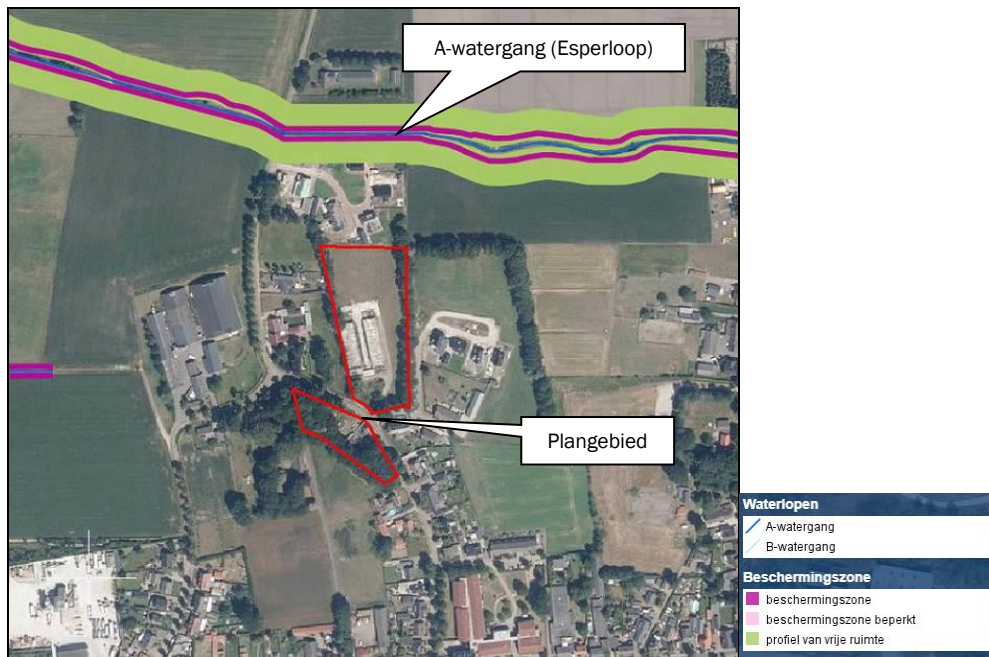 A-watergang (Esperloop)
Plangebied
Waterlopen
A-watergang
B-watergang
Beschermingszone
beschermingszone
beschermingszone beperkt
profiel van vrije ruimte